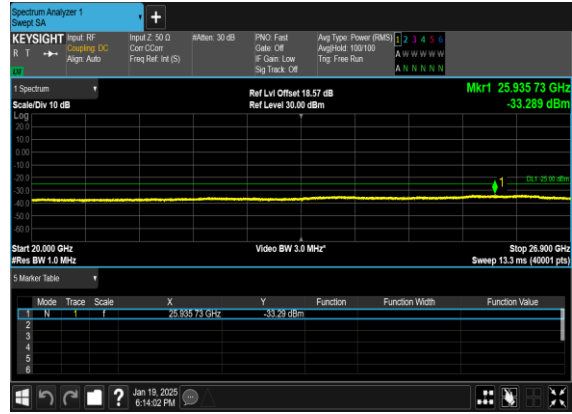 Spectrum Analyzer 1
Swept SA
KEYSIGHT Input: RF Input Z: 50 Ω #Atten: 30 dB PNO: Fast Avg Type: Power (RMS) 1 2 3 4 5 6
R T Coupling: DC Corr CCorr Gate: Off Avg|Hold: 100/100 A W W W W W
Align: Auto Freq Ref: Int (S) IF Gain: Low Trig: Free Run
Sig Track: Off A N N N N N
1 Spectrum Ref Lvl Offset 18.57 dB Mkr1 25.935 73 GHz
Scale/Div 10 dB Ref Level 30.00 dBm -33.289 dBm
Log
20.0
10.0
0.00
-10.0
-20.0 1 DL1 -25.00 dBm
-30.0
-40.0
-50.0
-60.0
Start 20.000 GHz Video BW 3.0 MHz* Stop 26.900 GHz
#Res BW 1.0 MHz Sweep 13.3 ms (40001 pts)
5 Marker Table
Mode Trace Scale X Y Function Function Width Function Value
1 N 1 f 25.935 73 GHz -33.29 dBm
2
3
4
5
6
Jan 19, 2025
6:14:02 PM